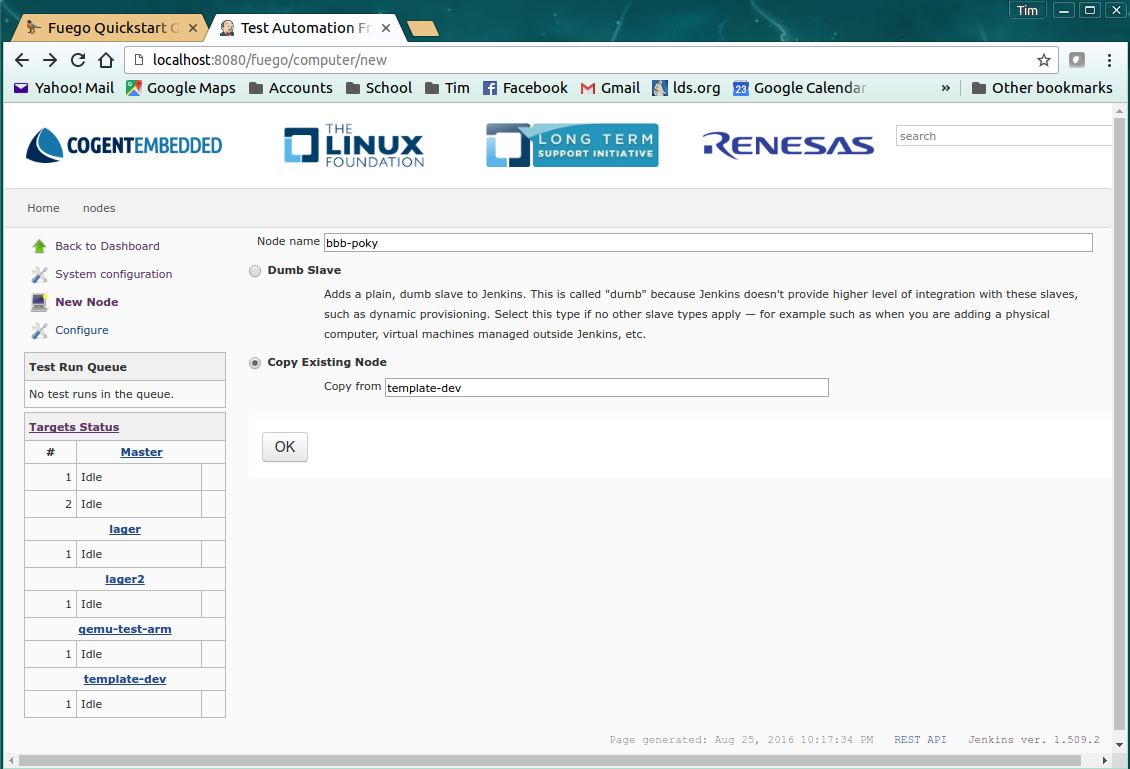 Tim
Fuego Quickstart G
Test Automation Fr
localhost:8080/fuego/computer/new
Yahoo! Mail
Google Maps
Accounts
School
Tim
Facebook
Gmail
lds.org
23
Google Calendar
»
Other bookmarks
COGENTEMBEDDED
THE
LINUX
FOUNDATION
LONG TERM
SUPPORT INITIATIVE
RENESAS
search
Home
nodes
Back to Dashboard
System configuration
New Node
Configure
Test Run Queue
No test runs in the queue.
Targets Status
# Master
1 Idle
2 Idle
lager
1 Idle
lager2
1 Idle
qemu-test-arm
1 Idle
template-dev
1 Idle
Node name bbb-poky
Dumb Slave
Adds a plain, dumb slave to Jenkins. This is called "dumb" because Jenkins doesn't provide higher level of integration with these slaves,
such as dynamic provisioning. Select this type if no other slave types apply — for example such as when you are adding a physical
computer, virtual machines managed outside Jenkins, etc.
Copy Existing Node
Copy from template-dev
OK
Page generated: Aug 25, 2016 10:17:34 PM REST API Jenkins ver. 1.509.2